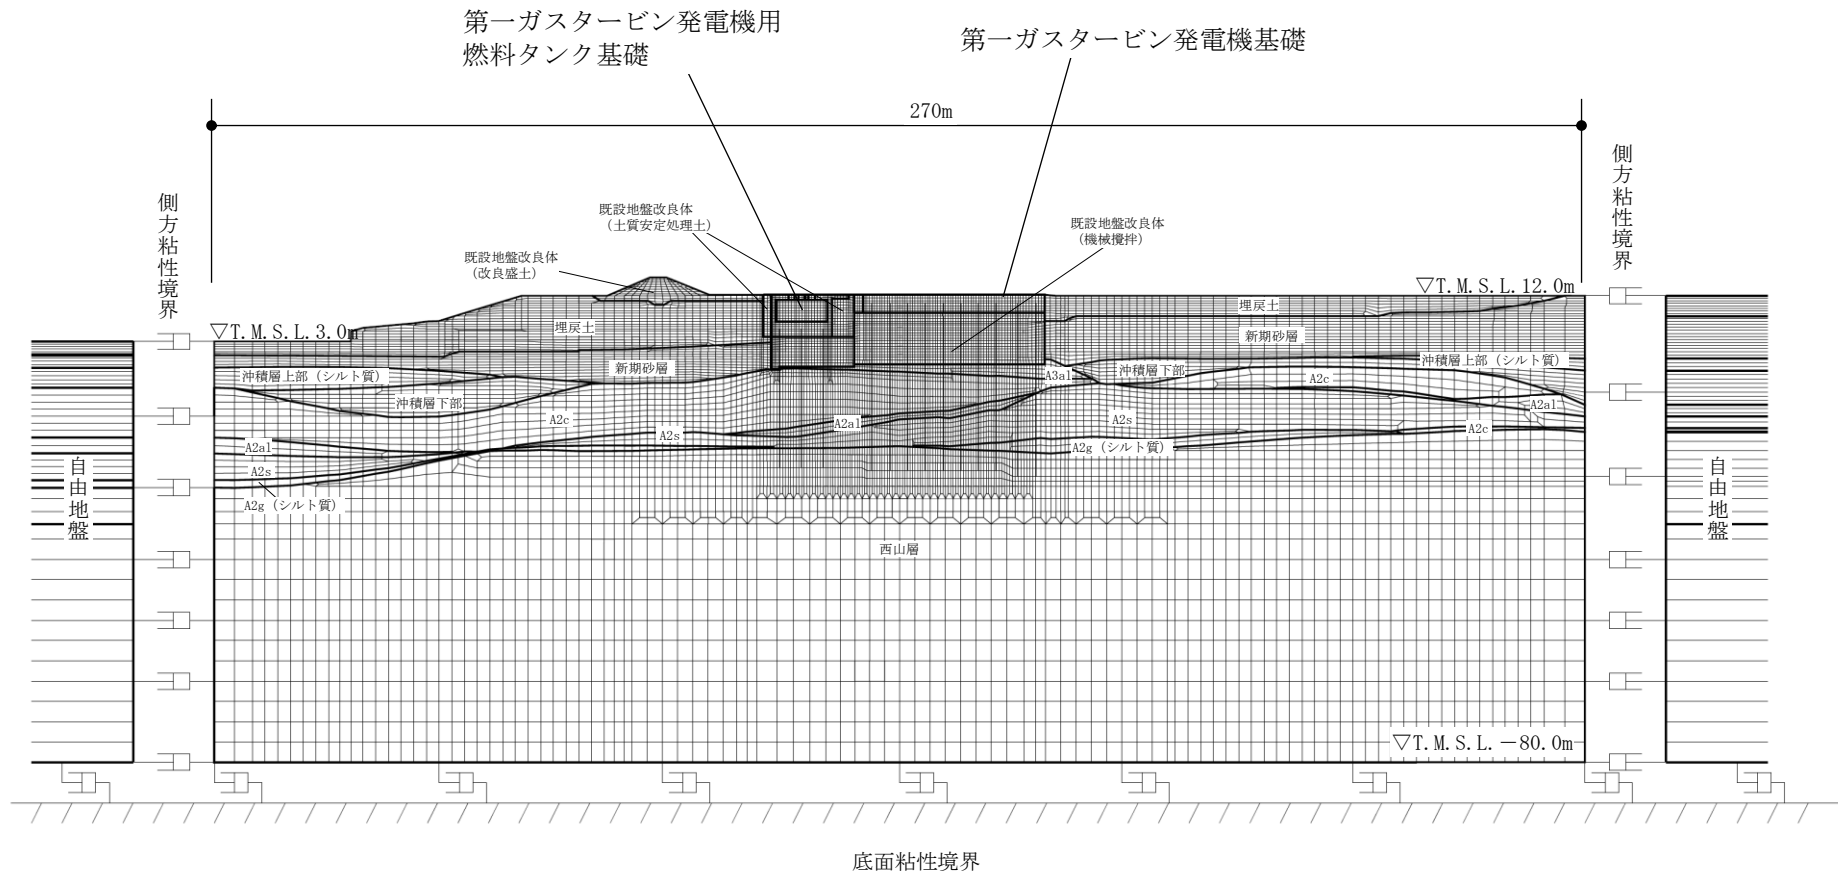 第一ガスタービン発電機用
燃料タンク基礎
第一ガスタービン発電機基礎
270m
側方粘性境界
側方粘性境界
既設地盤改良体
（土質安定処理土）
既設地盤改良体
（機械攪拌）
既設地盤改良体
（改良盛土）
▽T.M.S.L.12.0m
▽T.M.S.L.3.0m
埋戻土
埋戻土
新期砂層
新期砂層
沖積層上部（シルト質）
沖積層上部（シルト質）
沖積層下部
沖積層下部
A3a1
A2c
A2c
A2a1
A2a1
A2s
A2s
A2c
A2a1
A2g（シルト質）
A2s
A2g（シルト質）
自由地盤
自由地盤
西山層
▽T.M.S.L.－80.0m
底面粘性境界